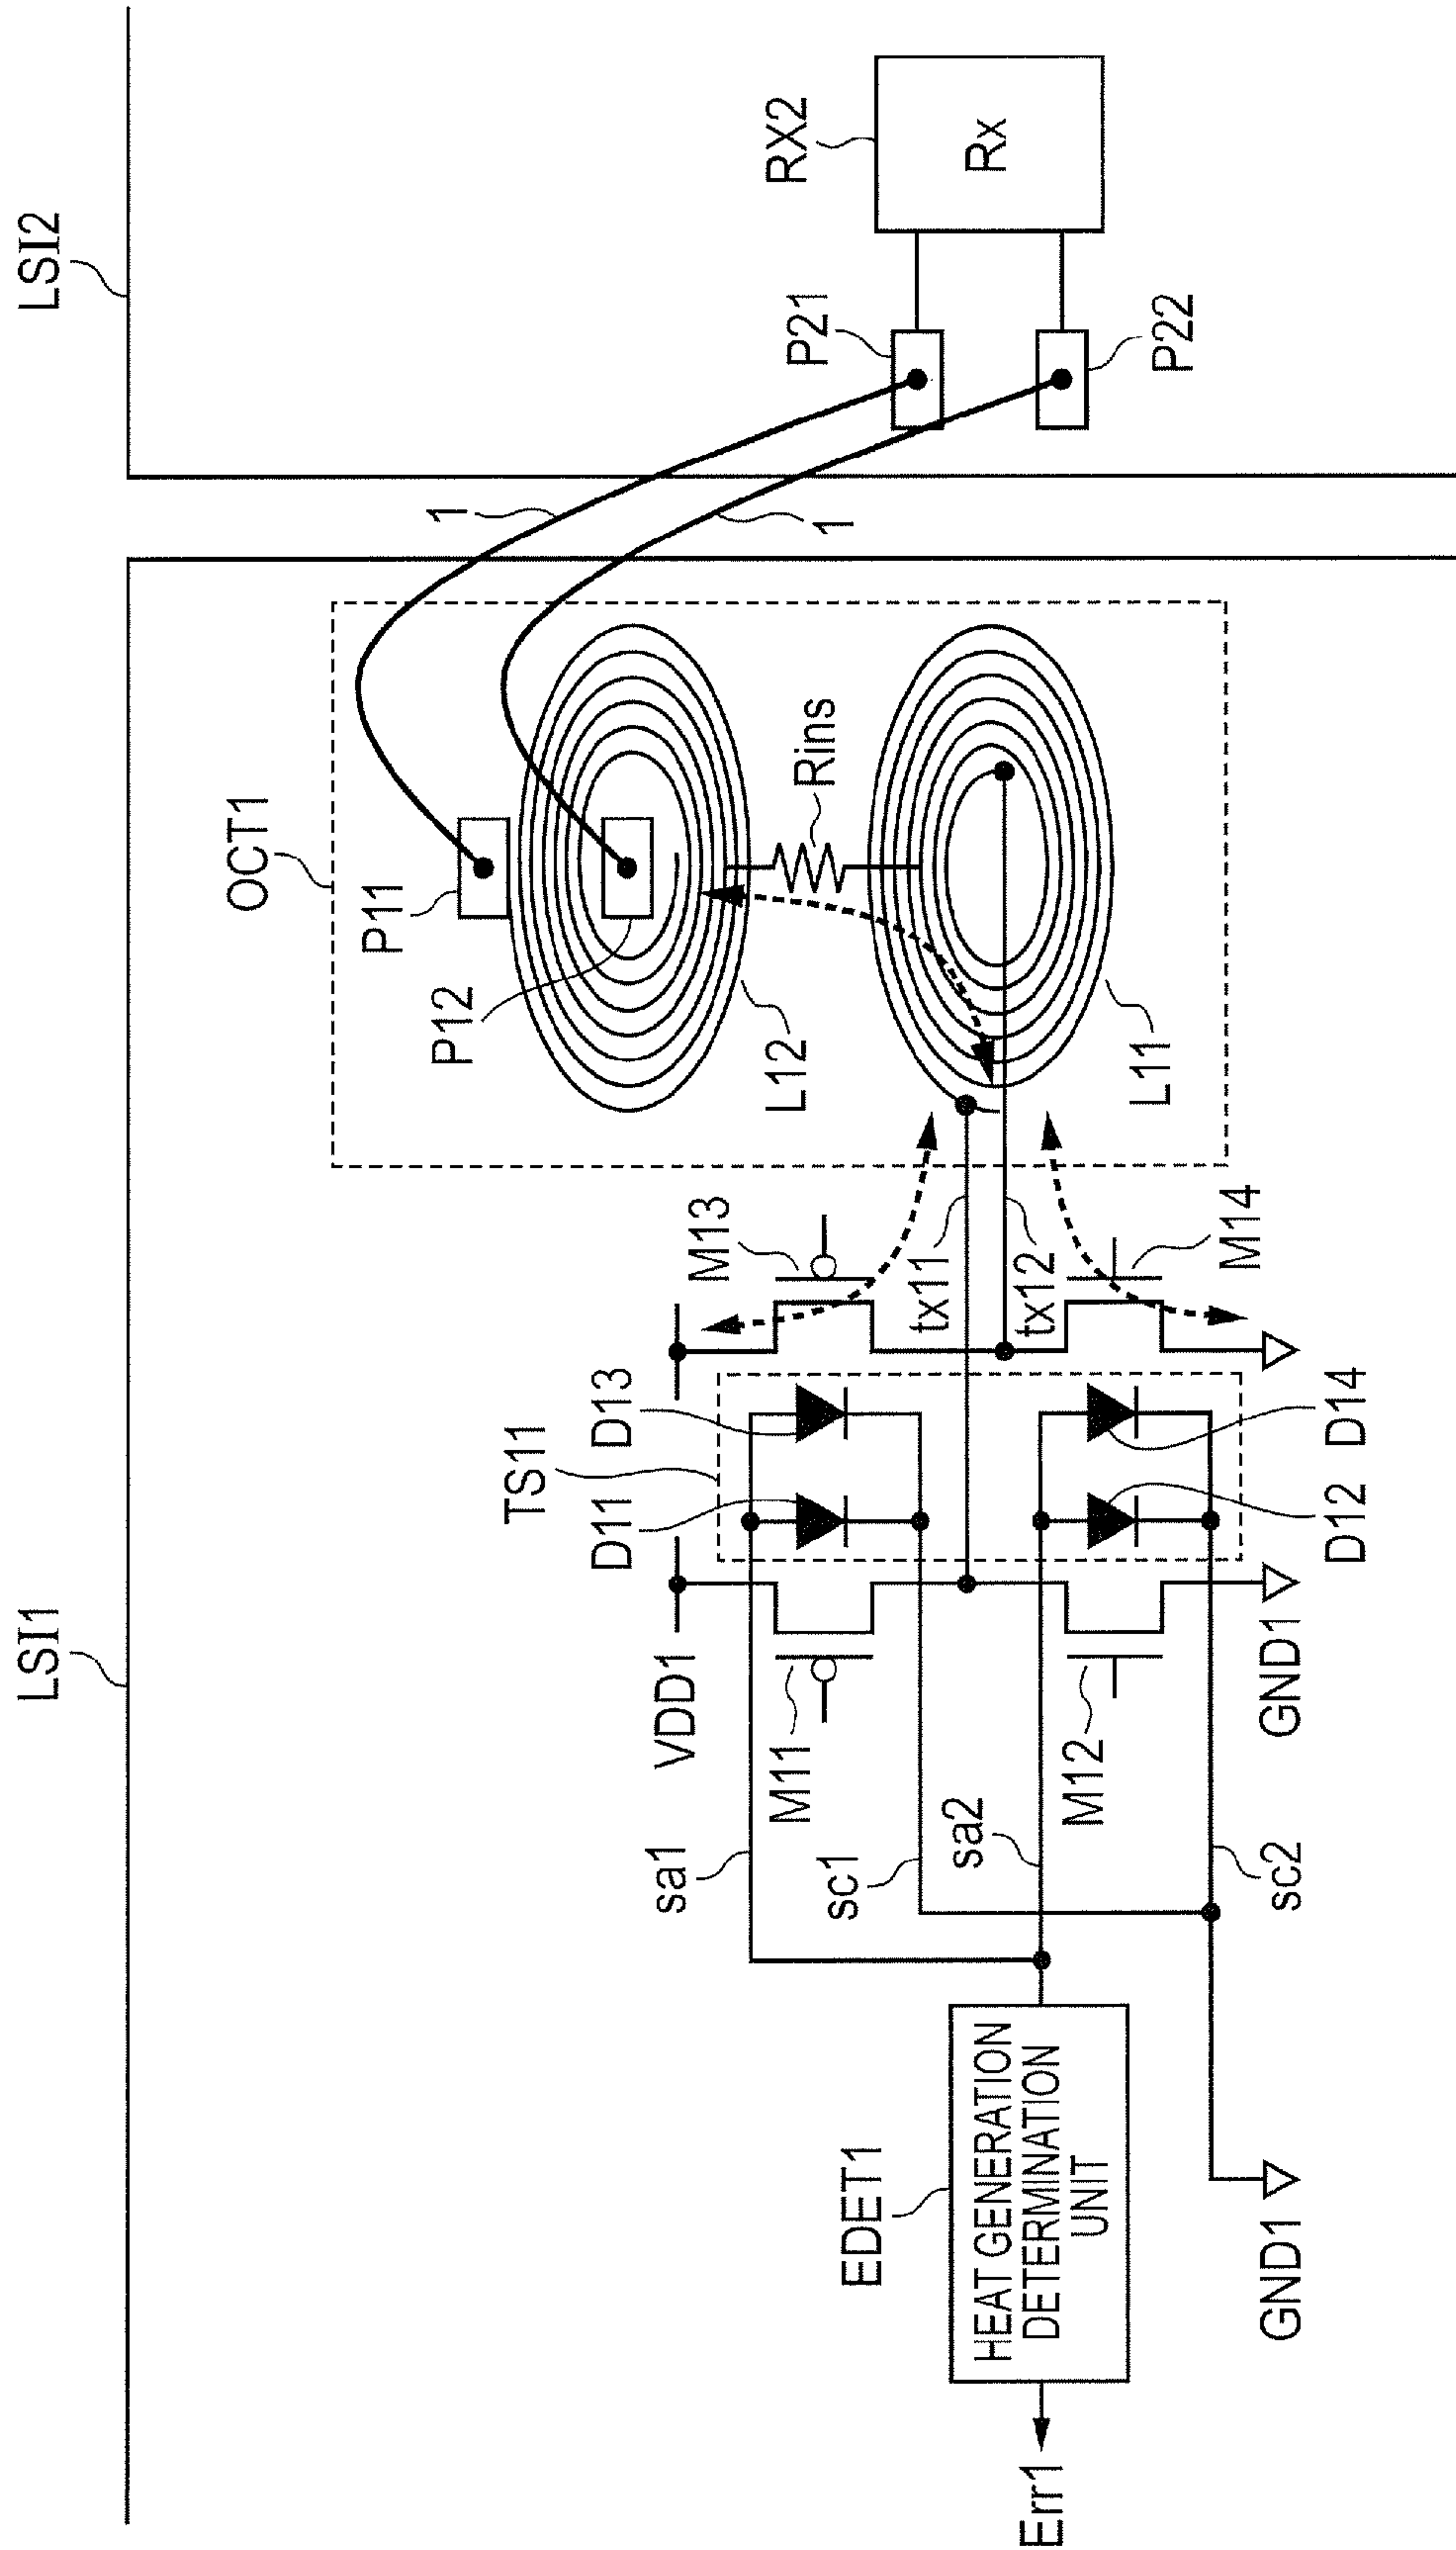 LSI1
LSI2
OCT1
P11
1
TS11
P12
1
D11
D13
VDD1
M13
sa1
M11
L12
RX2
P21
Rins
EDET1
sc1
tx11
sa2
Rx
HEAT GENERATION
DETERMINATION
UNIT
Err1
tx12
M12
L11
P22
M14
GND1
sc2
GND1
D12
D14